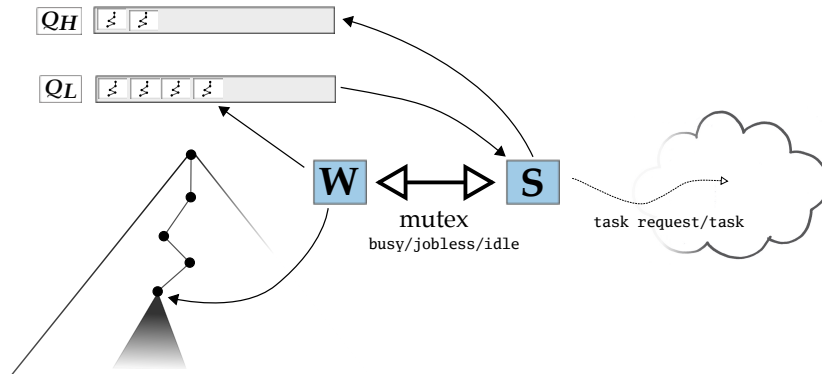 QH
QL
W
S
mutex
busy/jobless/idle
task request/task